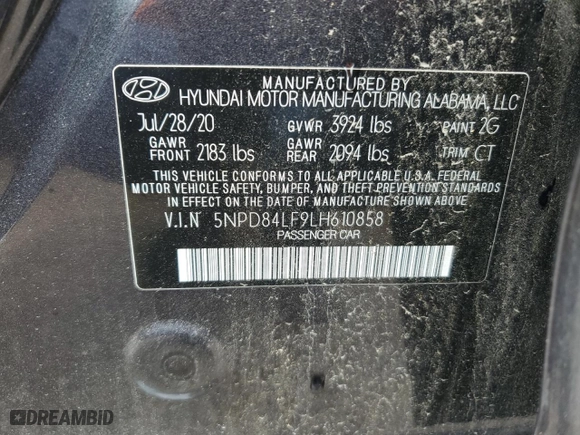 MANUFACTURED BY
HYUNDAI MOTOR MANUFACTURING ALABAMA, LLC
Jul/28/20 GVWR 3924 lbs PAINT 2G
GAWR FRONT 2183 lbs GAWR REAR 2094 lbs TRIM CT
THIS VEHICLE CONFORMS TO ALL APPLICABLE U.S.A. FEDERAL
MOTOR VEHICLE SAFETY, BUMPER, AND THEFT PREVENTION STANDARDS
IN EFFECT ON THE DATE OF MANUFACTURE SHOWN ABOVE.
V.I.N 5NPD84LF9LH610858
PASSENGER CAR
DREAMBID